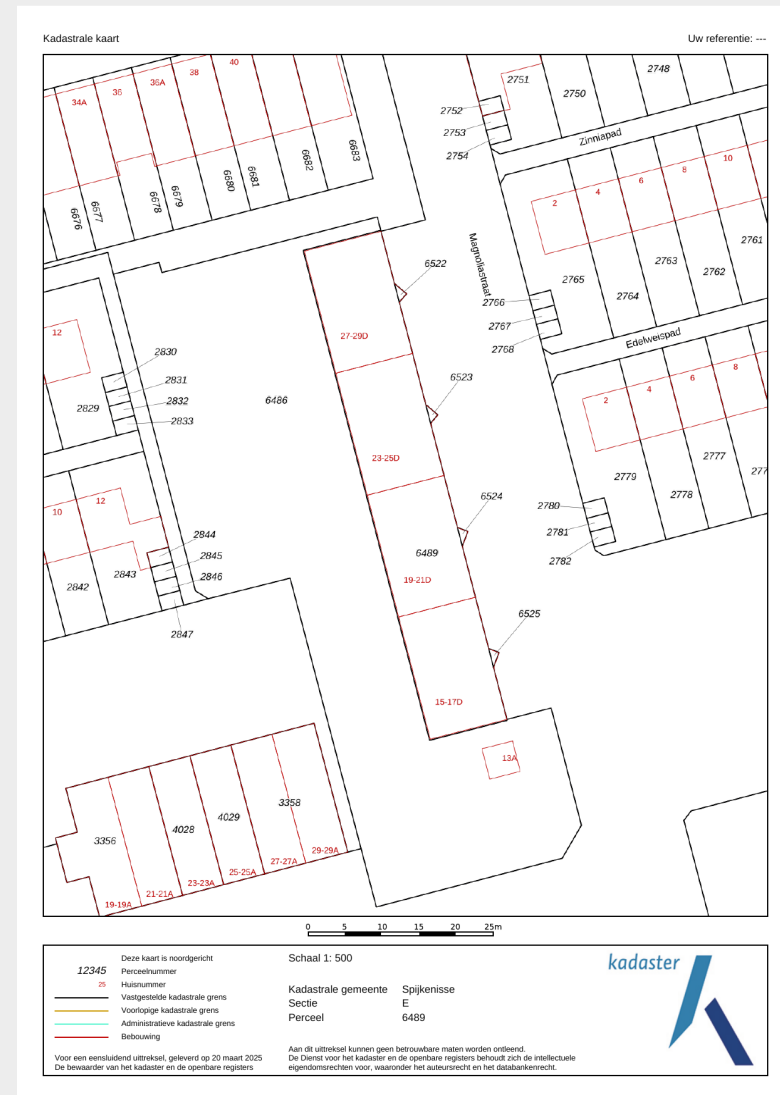 Kadastrale kaart
Uw referentie: ---
40
38
36A
36
34A
2751
2750
2748
2752
2753
2754
Zinniapad
6683
6682
6681
6680
6679
6678
6677
6676
10
8
6
4
2
2761
2762
2763
2764
2765
Magnoliastraat
6522
2766
2767
2768
Edelweispad
12
27-29D
2830
2831
2832
2833
2829
6486
6523
8
6
4
2
23-25D
2777
2779
2778
277
12
10
6524
2780
2781
2782
2844
2845
2846
2843
2842
6489
19-21D
6525
2847
15-17D
13A
3358
4029
4028
3356
29-29A
27-27A
25-25A
23-23A
21-21A
19-19A
0 5 10 15 20 25m
Deze kaart is noordgericht
12345 Perceelnummer
25 Huisnummer
Vastgestelde kadastrale grens
Voorlopige kadastrale grens
Administratieve kadastrale grens
Bebouwing
Voor een eensluidend uittreksel, geleverd op 20 maart 2025
De bewaarder van het kadaster en de openbare registers
Schaal 1: 500
Kadastrale gemeente Spijkenisse
Sectie E
Perceel 6489
Aan dit uittreksel kunnen geen betrouwbare maten worden ontleend.
De Dienst voor het kadaster en de openbare registers behoudt zich de intellectuele
eigendomsrechten voor, waaronder het auteursrecht en het databankenrecht.
kadaster